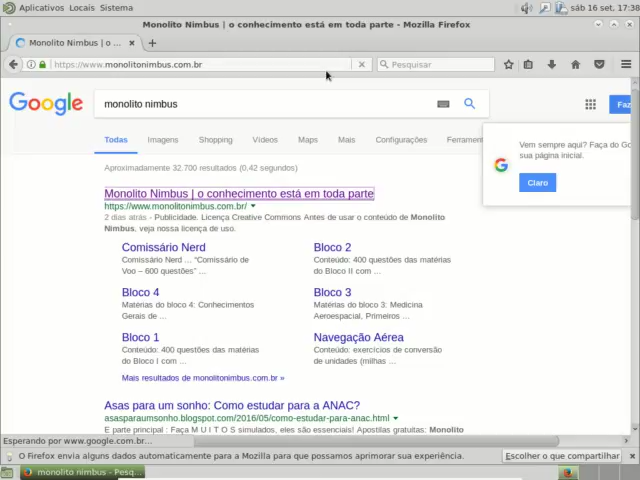 Aplicativos Locais Sistema
sáb 16 set, 17:38
Monolito Nimbus | o conhecimento está em toda parte - Mozilla Firefox
Monolito Nimbus | o ...
https://www.monolitonimbus.com.br
Pesquisar
Google
monolito nimbus
Faz
Todas Imagens Shopping Vídeos Maps Mais Configurações Ferrament
Vem sempre aqui? Faça do Go
sua página inicial.
Claro
Aproximadamente 32.700 resultados (0,42 segundos)
Monolito Nimbus | o conhecimento está em toda parte
https://www.monolitonimbus.com.br/
2 dias atrás - Publicidade. Licença Creative Commons Antes de usar o conteúdo de Monolito
Nimbus, veja nossa licença de uso.
Comissário Nerd
Comissário Nerd ... "Comissário de
Voo – 600 questões" ...
Bloco 2
Conteúdo: 400 questões das matérias
do Bloco II com ...
Bloco 4
Matérias do bloco 4: Conhecimentos
Gerais de ...
Bloco 3
Matérias do bloco 3: Medicina
Aeroespacial, Primeiros ...
Bloco 1
Conteúdo: 400 questões das matérias
do Bloco I com ...
Navegação Aérea
Conteúdo: exercícios de conversão
de unidades (milhas ...
Mais resultados de monolitonimbus.com.br »
Asas para um sonho: Como estudar para a ANAC?
asasparaumsonho.blogspot.com/2016/05/como-estudar-para-anac.html
E parte principal : Faça M U I T O S simulados, eles são essenciais! Apostilas gratuitas: Monolito
Esperando por www.google.com.br...
O Firefox envia alguns dados automaticamente para a Mozilla para que possamos aprimorar sua experiência.
Escolher o que compartilhar
monolito nimbus - Pesq...